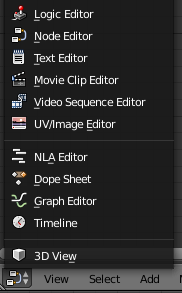 Logic Editor
Node Editor
Text Editor
Movie Clip Editor
Video Sequence Editor
UV/Image Editor
NLA Editor
Dope Sheet
Graph Editor
Timeline
3D View
View Select Add